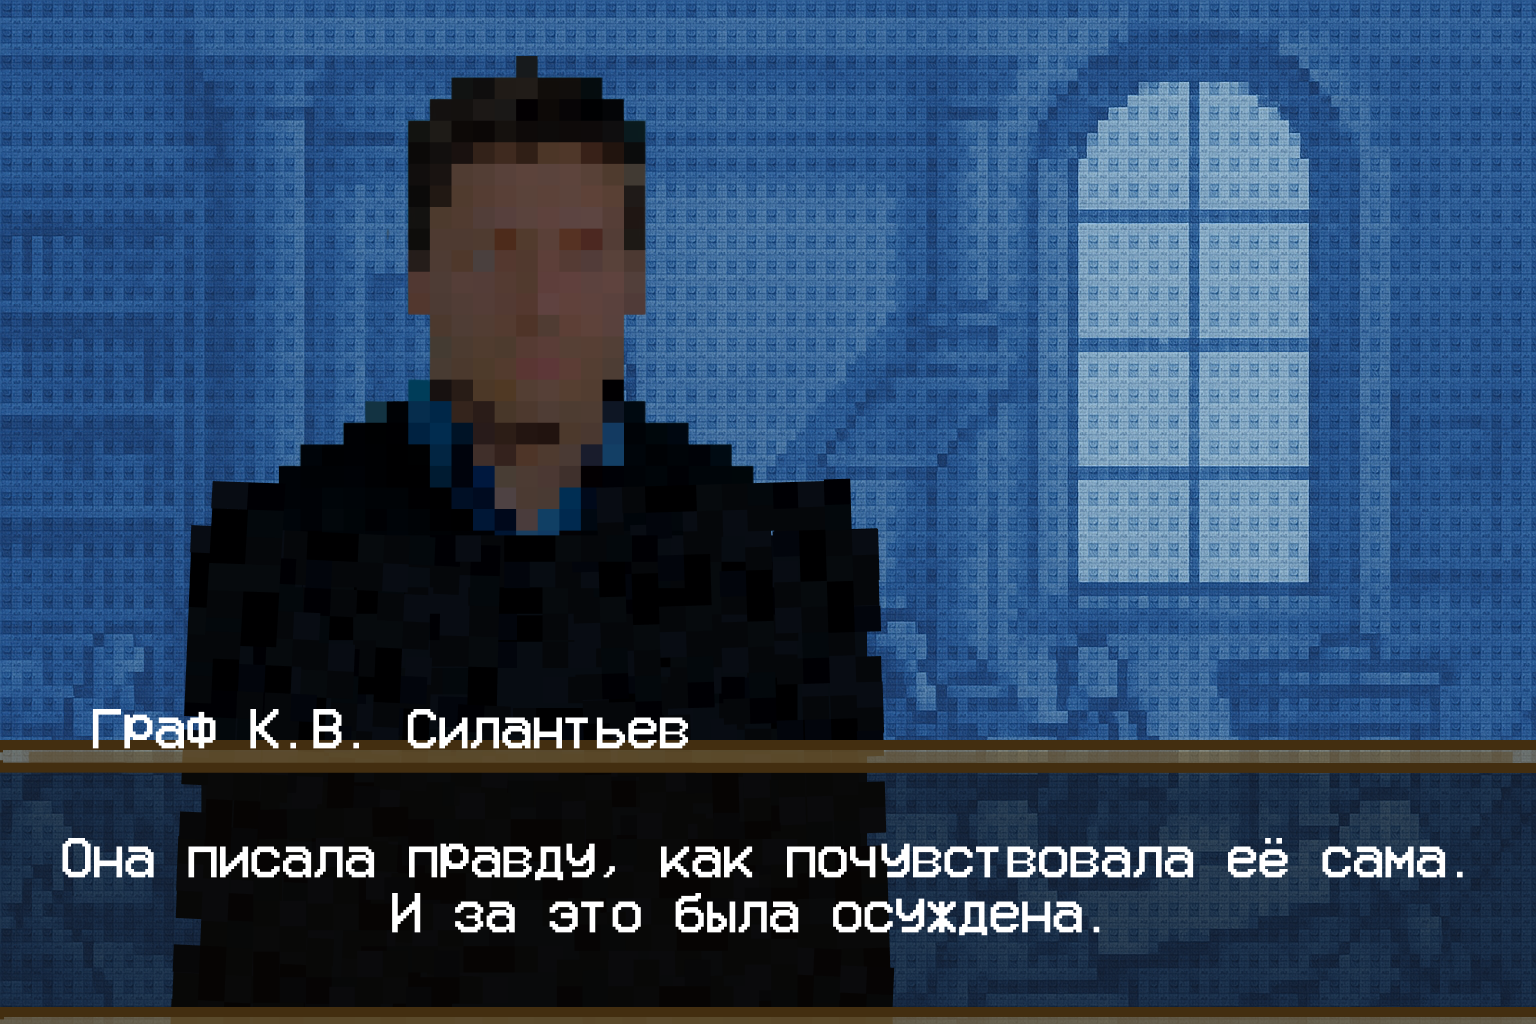 Граф К.В. Силантьев
Она писала правду, как почувствовала её сама.
И за это была осуждена.